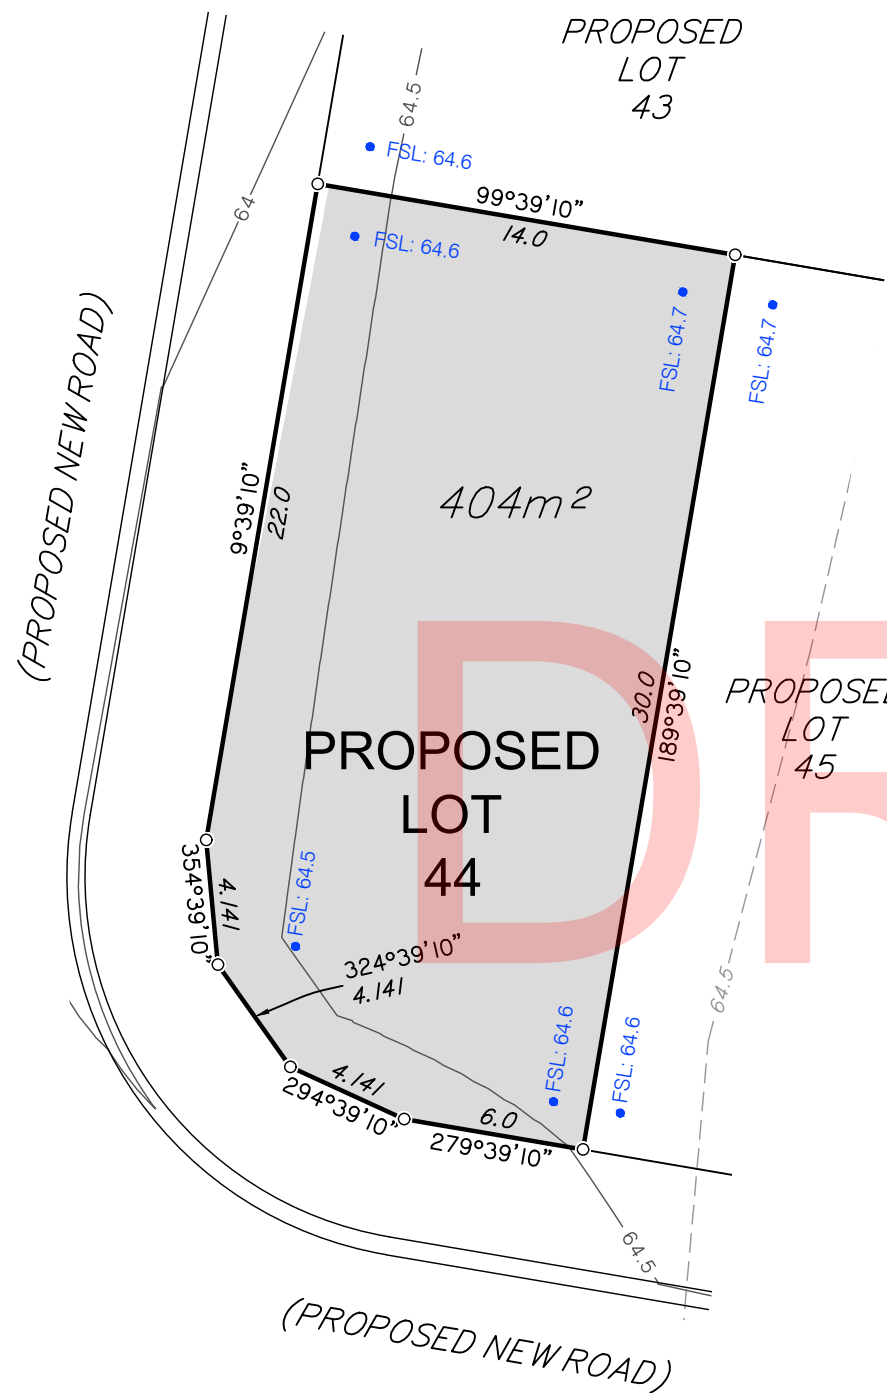 PROPOSED
LOT
43
64.5
FSL: 64.6
99°39'10"
14.0
64
FSL: 64.6
FSL: 64.7
FSL: 64.7
(PROPOSED NEW ROAD)
9°39'10"
22.0
404m²
30.0
189°39'10"
DR
PROPOSED
LOT
44
LOT
45
354°39'10"
4.141
FSL: 64.5
324°39'10"
4.141
64.5
FSL: 64.6
FSL: 64.6
4.141
294°39'10"
6.0
279°39'10"
64.5
(PROPOSED NEW ROAD)